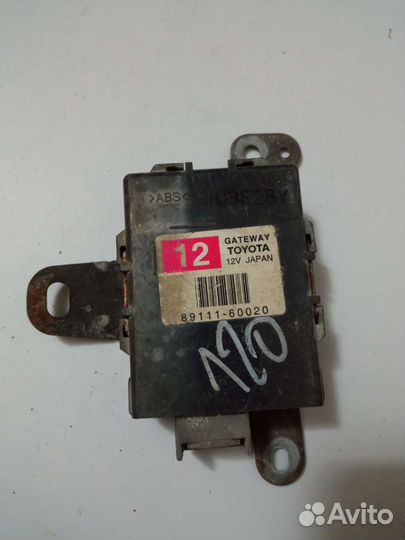 >ABS<
12
GATEWAY
TOYOTA
12V JAPAN
89111-60020
120
Avito